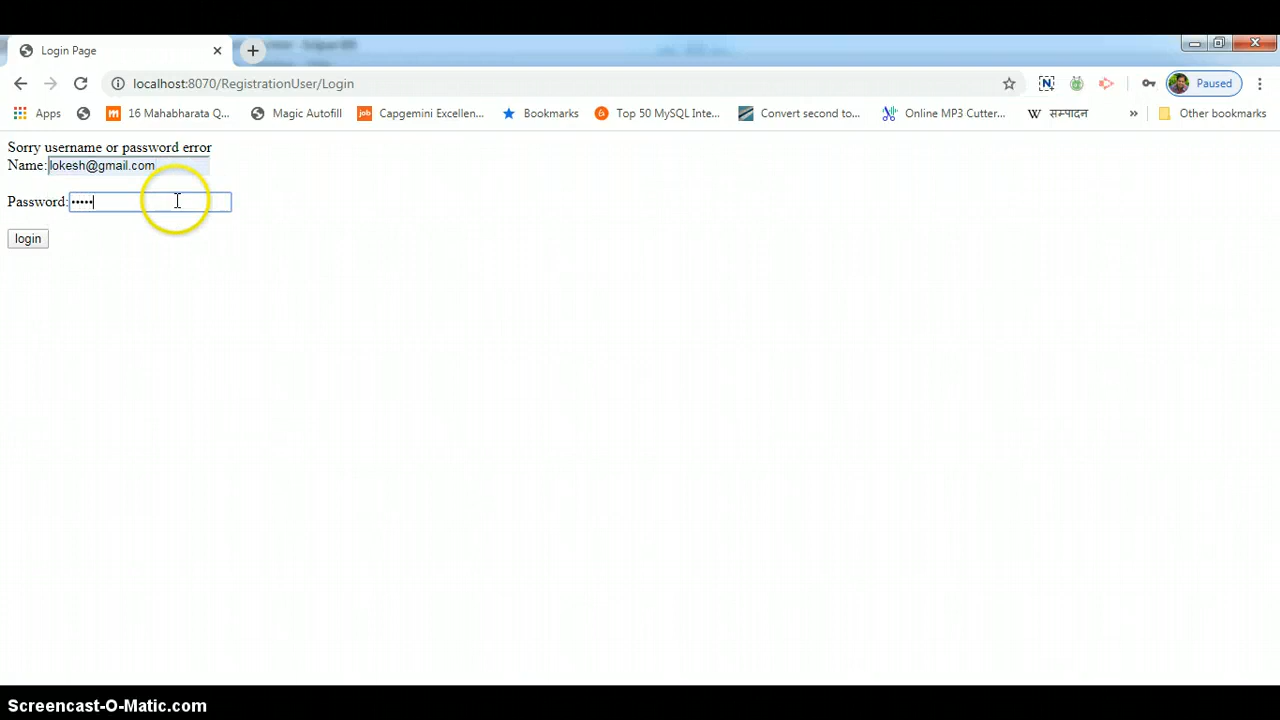 Login Page
localhost:8070/RegistrationUser/Login
Paused
Apps
16 Mahabharata Q...
Magic Autofill
job
Capgemini Excellen...
Bookmarks
Top 50 MySQL Inte...
Convert second to...
Online MP3 Cutter...
W सम्पादन
»
Other bookmarks
Sorry username or password error
Name:lokesh@gmail.com
Password:•••••
login
Screencast-O-Matic.com